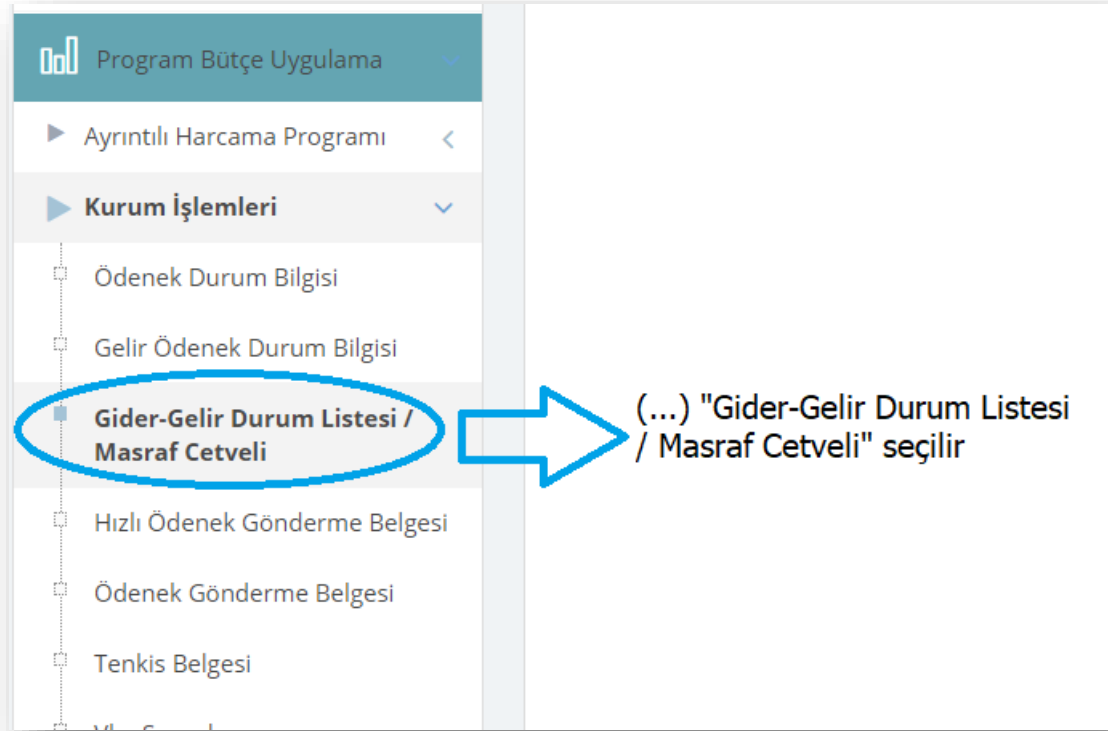 Program Bütçe Uygulama
Ayrıntılı Harcama Programı
Kurum İşlemleri
Ödenek Durum Bilgisi
Gelir Ödenek Durum Bilgisi
Gider-Gelir Durum Listesi /
Masraf Cetveli
(...) "Gider-Gelir Durum Listesi
/ Masraf Cetveli" seçilir
Hızlı Ödenek Gönderme Belgesi
Ödenek Gönderme Belgesi
Tenkis Belgesi